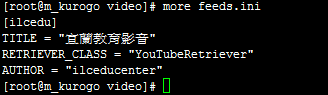 [root@m_kurogo video]# more feeds.ini
[ilcedu]
TITLE = "宜蘭教育影音"
RETRIEVER_CLASS = "YouTubeRetriever"
AUTHOR = "ilceducenter"
[root@m_kurogo video]#